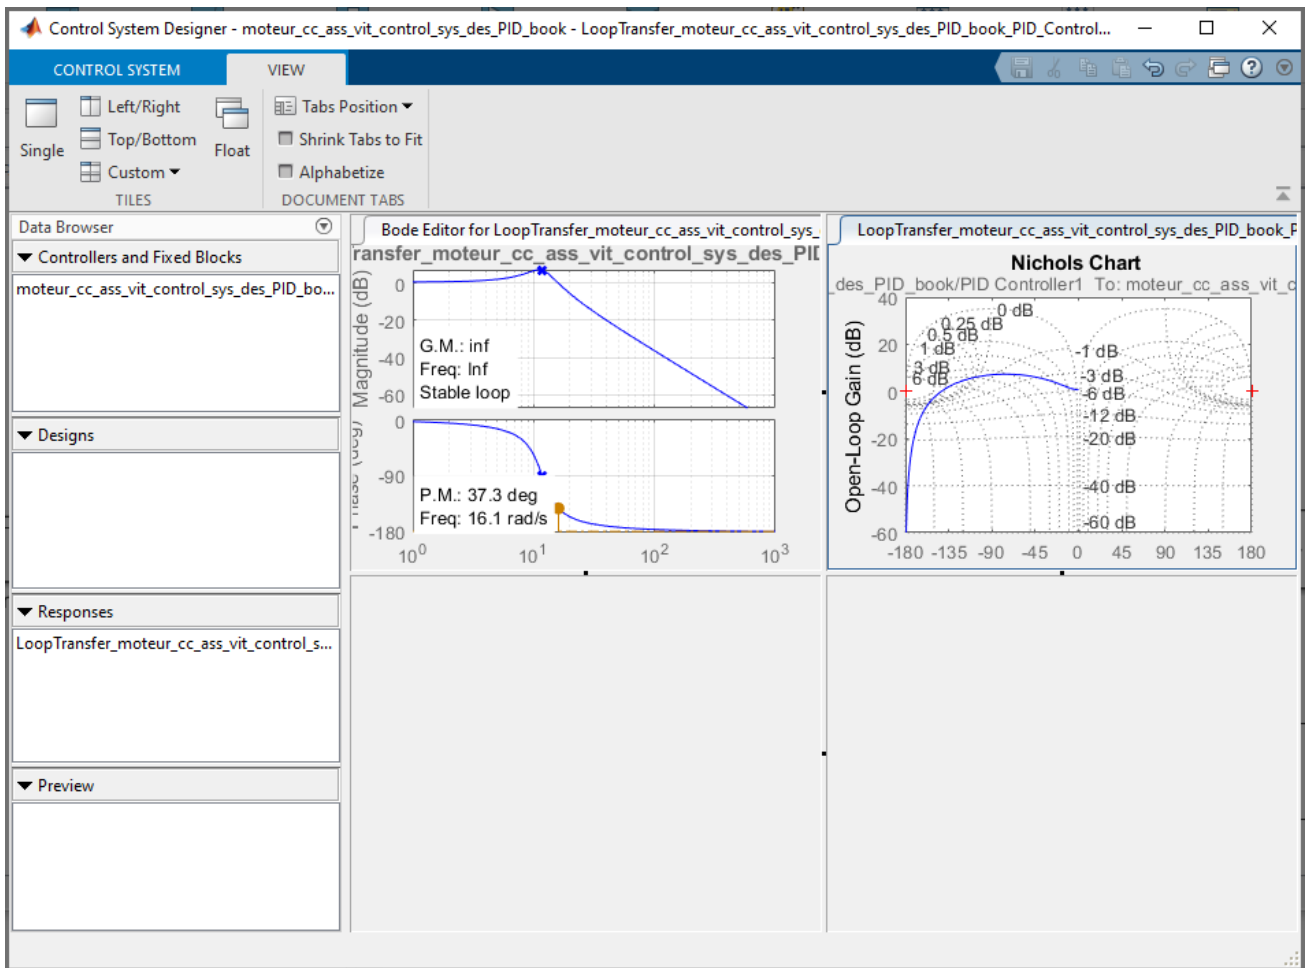 Control System Designer - moteur_cc_ass_vit_control_sys_des_PID_book - LoopTransfer_moteur_cc_ass_vit_control_sys_des_PID_book_PID_Control...
CONTROL SYSTEM
VIEW
Single
Left/Right
Top/Bottom
Custom
Float
TILES
Tabs Position
Shrink Tabs to Fit
Alphabetize
DOCUMENT TABS
Data Browser
Controllers and Fixed Blocks
moteur_cc_ass_vit_control_sys_des_PID_bo...
Designs
Responses
LoopTransfer_moteur_cc_ass_vit_control_s...
Preview
Bode Editor for LoopTransfer_moteur_cc_ass_vit_control_sys_
ransfer_moteur_cc_ass_vit_control_sys_des_PID
Magnitude (dB)
0
-20
-40
-60
G.M.: inf
Freq: Inf
Stable loop
Phase (deg)
0
-90
-180
P.M.: 37.3 deg
Freq: 16.1 rad/s
10^0
10^1
10^2
10^3
LoopTransfer_moteur_cc_ass_vit_control_sys_des_PID_book_P
Nichols Chart
_des_PID_book/PID Controller1 To: moteur_cc_ass_vit_c
Open-Loop Gain (dB)
40
20
0
-20
-40
-60
0 dB
0.25 dB
0.5 dB
1 dB
3 dB
6 dB
-1 dB
-3 dB
-6 dB
-12 dB
-20 dB
-40 dB
-60 dB
-180 -135 -90 -45 0 45 90 135 180